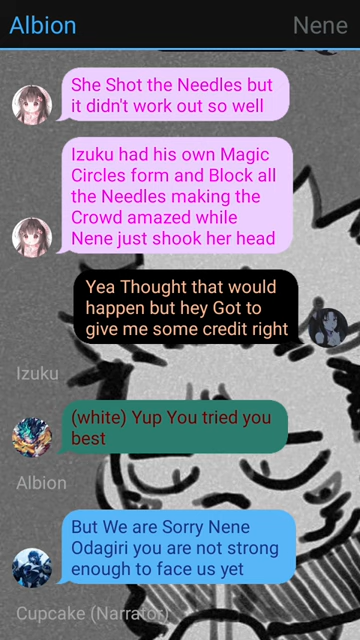 Albion
Nene
She Shot the Needles but
it didn't work out so well
Izuku had his own Magic
Circles form and Block all
the Needles making the
Crowd amazed while
Nene just shook her head
Yea Thought that would
happen but hey Got to
give me some credit right
Izuku
(white) Yup You tried you
best
Albion
But We are Sorry Nene
Odagiri you are not strong
enough to face us yet
Cupcake (Narrator)